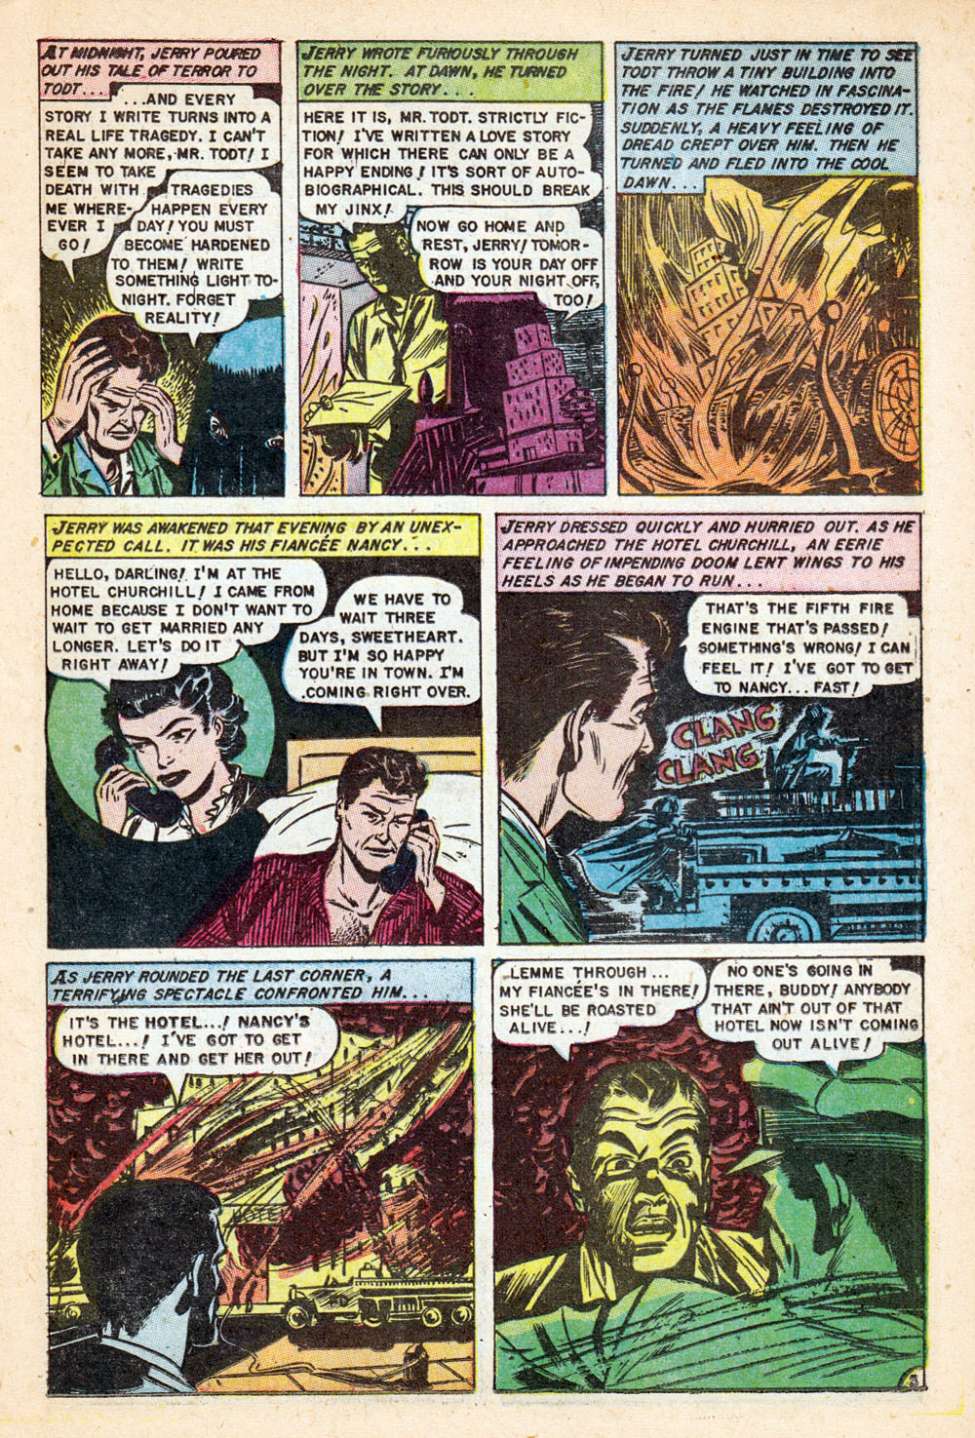 AT MIDNIGHT, JERRY POURED
OUT HIS TALE OF TERROR TO
TODT...
...AND EVERY
STORY I WRITE TURNS INTO A
REAL LIFE TRAGEDY. I CAN'T
TAKE ANY MORE, MR. TODT! I
SEEM TO TAKE
DEATH WITH
ME WHERE-
EVER I
GO!
TRAGEDIES
HAPPEN EVERY
DAY! YOU MUST
BECOME HARDENED
TO THEM! WRITE
SOMETHING LIGHT TO-
NIGHT. FORGET
REALITY!
JERRY WROTE FURIOUSLY THROUGH
THE NIGHT. AT DAWN, HE TURNED
OVER THE STORY...
HERE IT IS, MR. TODT. STRICTLY FIC-
TION! I'VE WRITTEN A LOVE STORY
FOR WHICH THERE CAN ONLY BE A
HAPPY ENDING! IT'S SORT OF AUTO-
BIOGRAPHICAL. THIS SHOULD BREAK
MY JINX!
NOW GO HOME AND
REST, JERRY! TOMOR-
ROW IS YOUR DAY OFF
AND YOUR NIGHT OFF,
TOO!
JERRY TURNED JUST IN TIME TO SEE
TODT THROW A TINY BUILDING INTO
THE FIRE! HE WATCHED IN FASCINA-
TION AS THE FLAMES DESTROYED IT.
SUDDENLY, A HEAVY FEELING OF
DREAD CREPT OVER HIM. THEN HE
TURNED AND FLED INTO THE COOL
DAWN...
JERRY WAS AWAKENED THAT EVENING BY AN UNEX-
PECTED CALL. IT WAS HIS FIANCÉE NANCY...
HELLO, DARLING! I'M AT THE
HOTEL CHURCHILL! I CAME FROM
HOME BECAUSE I DON'T WANT TO
WAIT TO GET MARRIED ANY
LONGER. LET'S DO IT
RIGHT AWAY!
WE HAVE TO
WAIT THREE
DAYS, SWEETHEART.
BUT I'M SO HAPPY
YOU'RE IN TOWN. I'M
COMING RIGHT OVER.
JERRY DRESSED QUICKLY AND HURRIED OUT. AS HE
APPROACHED THE HOTEL CHURCHILL, AN EERIE
FEELING OF IMPENDING DOOM LENT WINGS TO HIS
HEELS AS HE BEGAN TO RUN...
THAT'S THE FIFTH FIRE
ENGINE THAT'S PASSED!
SOMETHING'S WRONG! I CAN
FEEL IT! I'VE GOT TO GET
TO NANCY... FAST!
CLANG
CLANG
AS JERRY ROUNDED THE LAST CORNER, A
TERRIFYING SPECTACLE CONFRONTED HIM...
IT'S THE HOTEL...! NANCY'S
HOTEL...! I'VE GOT TO GET
IN THERE AND GET HER OUT!
HOTEL
LEMME THROUGH...
MY FIANCÉE'S IN THERE!
SHE'LL BE ROASTED
ALIVE...!
NO ONE'S GOING IN
THERE, BUDDY! ANYBODY
THAT AIN'T OUT OF THAT
HOTEL NOW ISN'T COMING
OUT ALIVE!